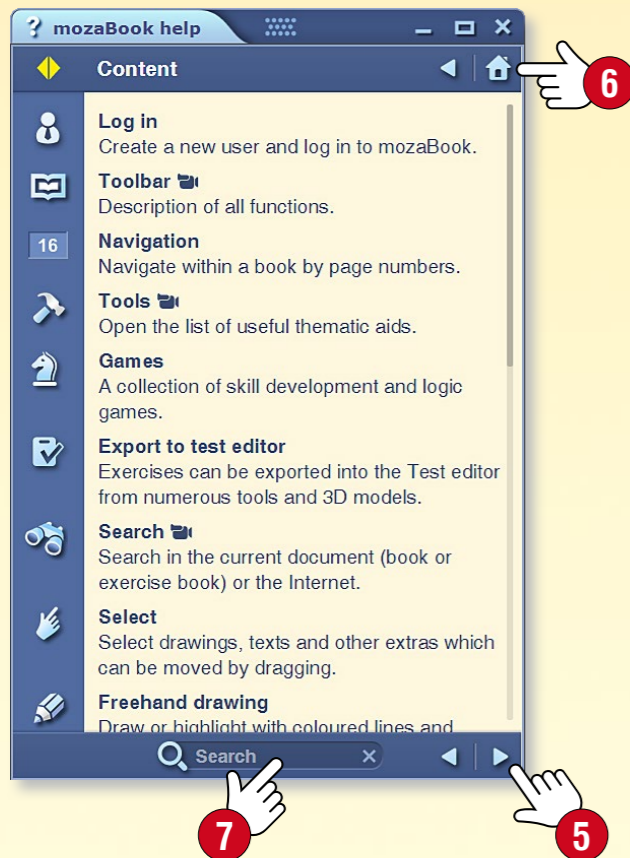 ? mozaBook help
Content
6
Log in
Create a new user and log in to mozaBook.
Toolbar
Description of all functions.
16
Navigation
Navigate within a book by page numbers.
Tools
Open the list of useful thematic aids.
Games
A collection of skill development and logic
games.
Export to test editor
Exercises can be exported into the Test editor
from numerous tools and 3D models.
Search
Search in the current document (book or
exercise book) or the Internet.
Select
Select drawings, texts and other extras which
can be moved by dragging.
Freehand drawing
Draw or highlight with coloured lines and
Search
7
5